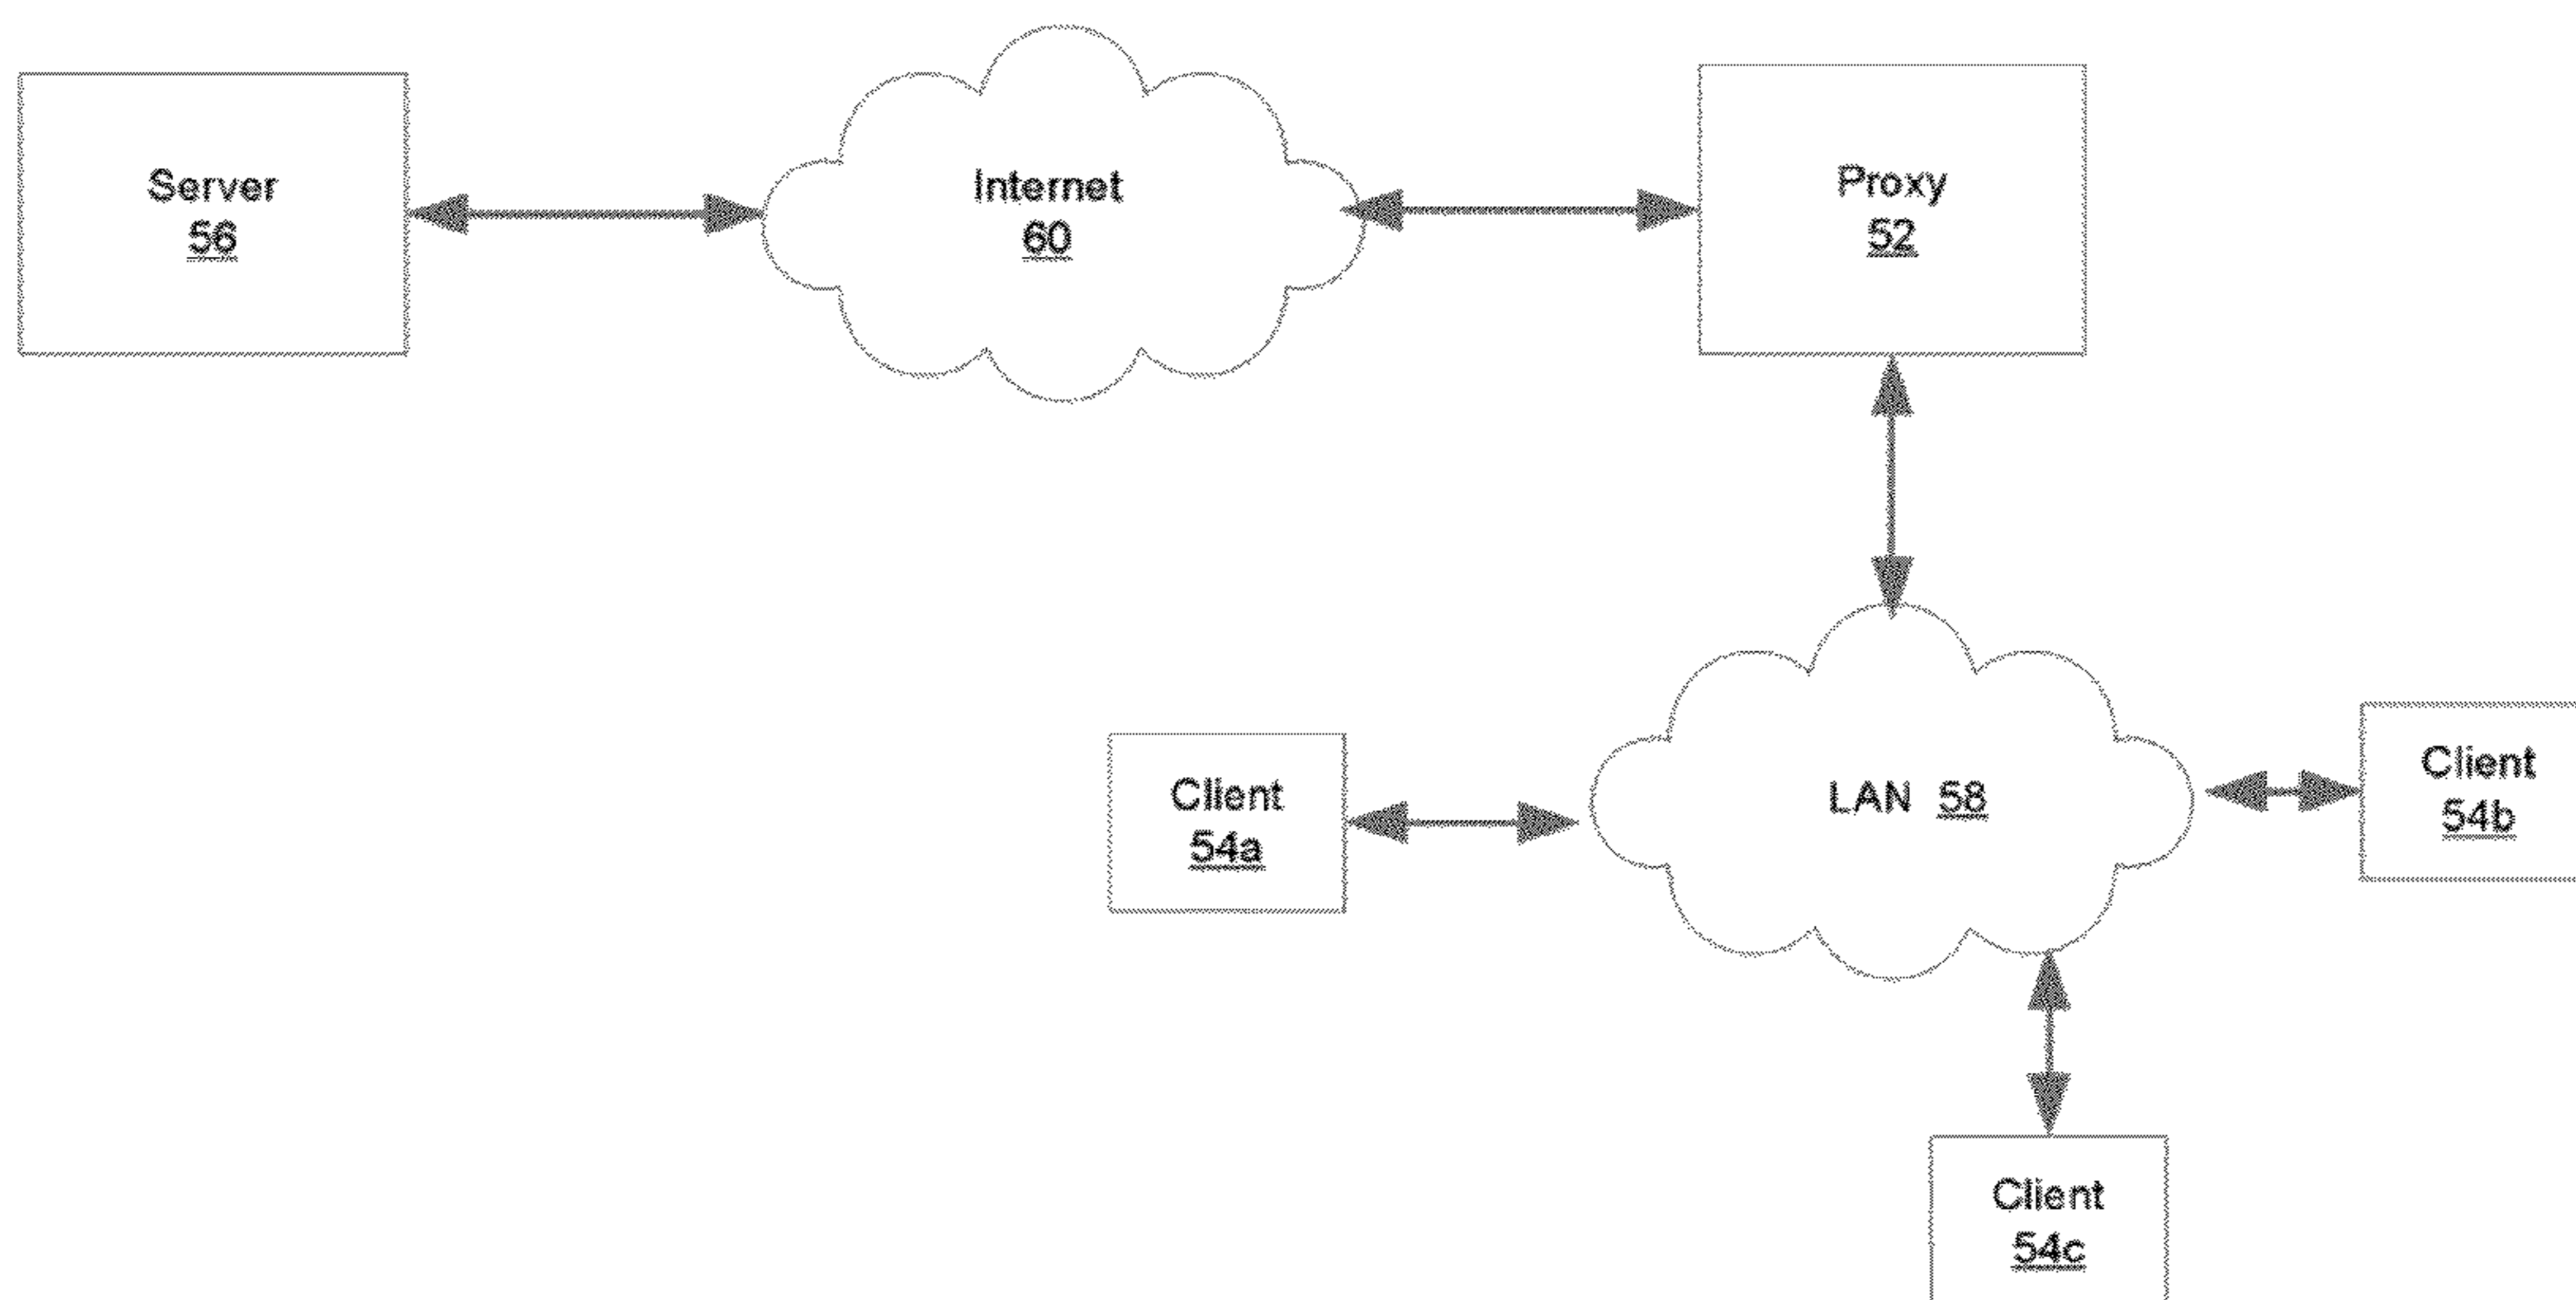 Server
56
Internet
60
Proxy
52
Client
54a
LAN 58
Client
54b
Client
54c